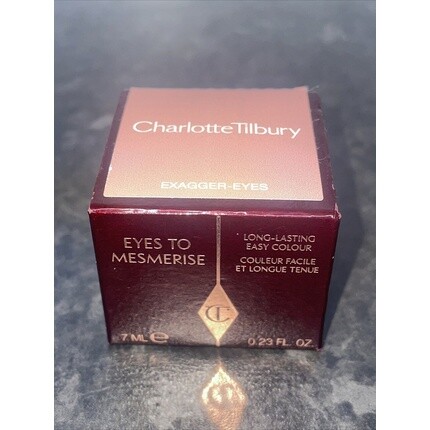 CharlotteTilbury
EXAGGER-EYES
EYES TO
MESMERISE
LONG-LASTING
EASY COLOUR
COULEUR FACILE
ET LONGUE TENUE
CT
7 ML e
0.23 FL. OZ.